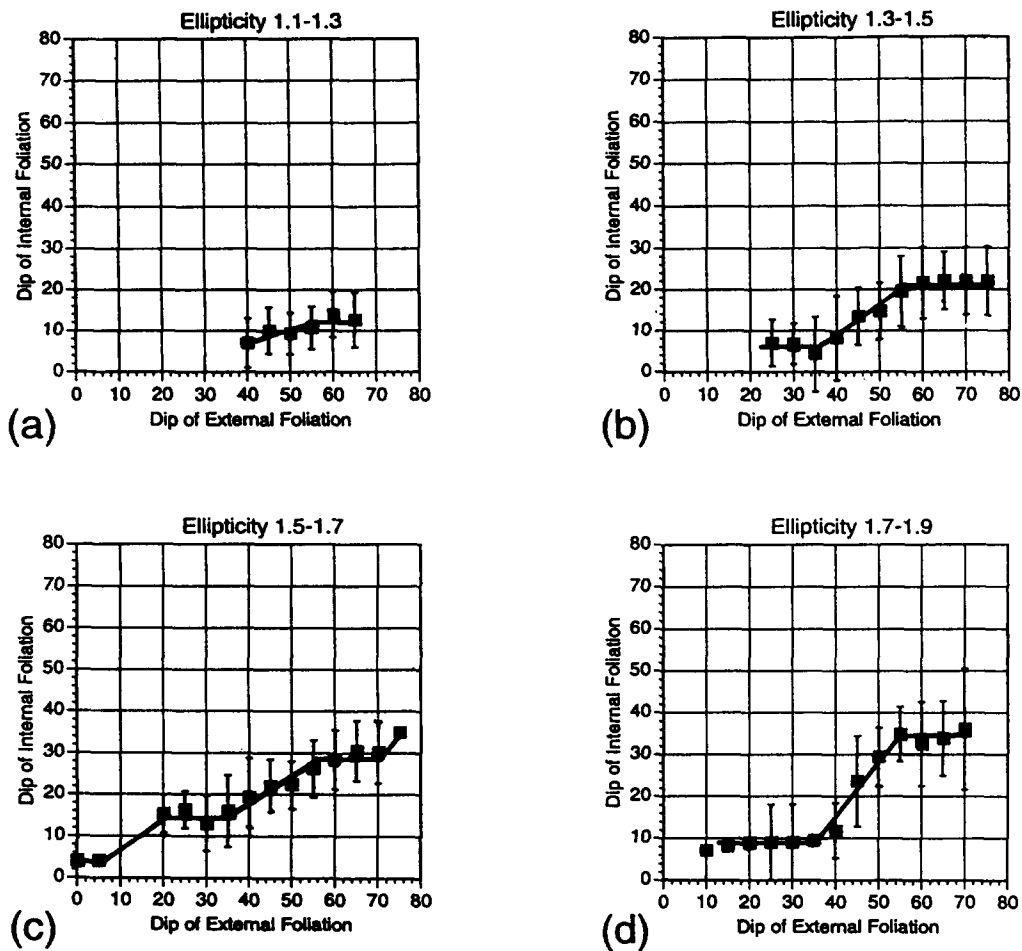 Ellipticity 1.1-1.3
80
70
60
50
40
30
20
10
0
Dip of Internal Foliation
0 10 20 30 40 50 60 70 80
Dip of External Foliation
(a)
Ellipticity 1.3-1.5
80
70
60
50
40
30
20
10
0
Dip of Internal Foliation
0 10 20 30 40 50 60 70 80
Dip of External Foliation
(b)
Ellipticity 1.5-1.7
80
70
60
50
40
30
20
10
0
Dip of Internal Foliation
0 10 20 30 40 50 60 70 80
Dip of External Foliation
(c)
Ellipticity 1.7-1.9
80
70
60
50
40
30
20
10
0
Dip of Internal Foliation
0 10 20 30 40 50 60 70 80
Dip of External Foliation
(d)